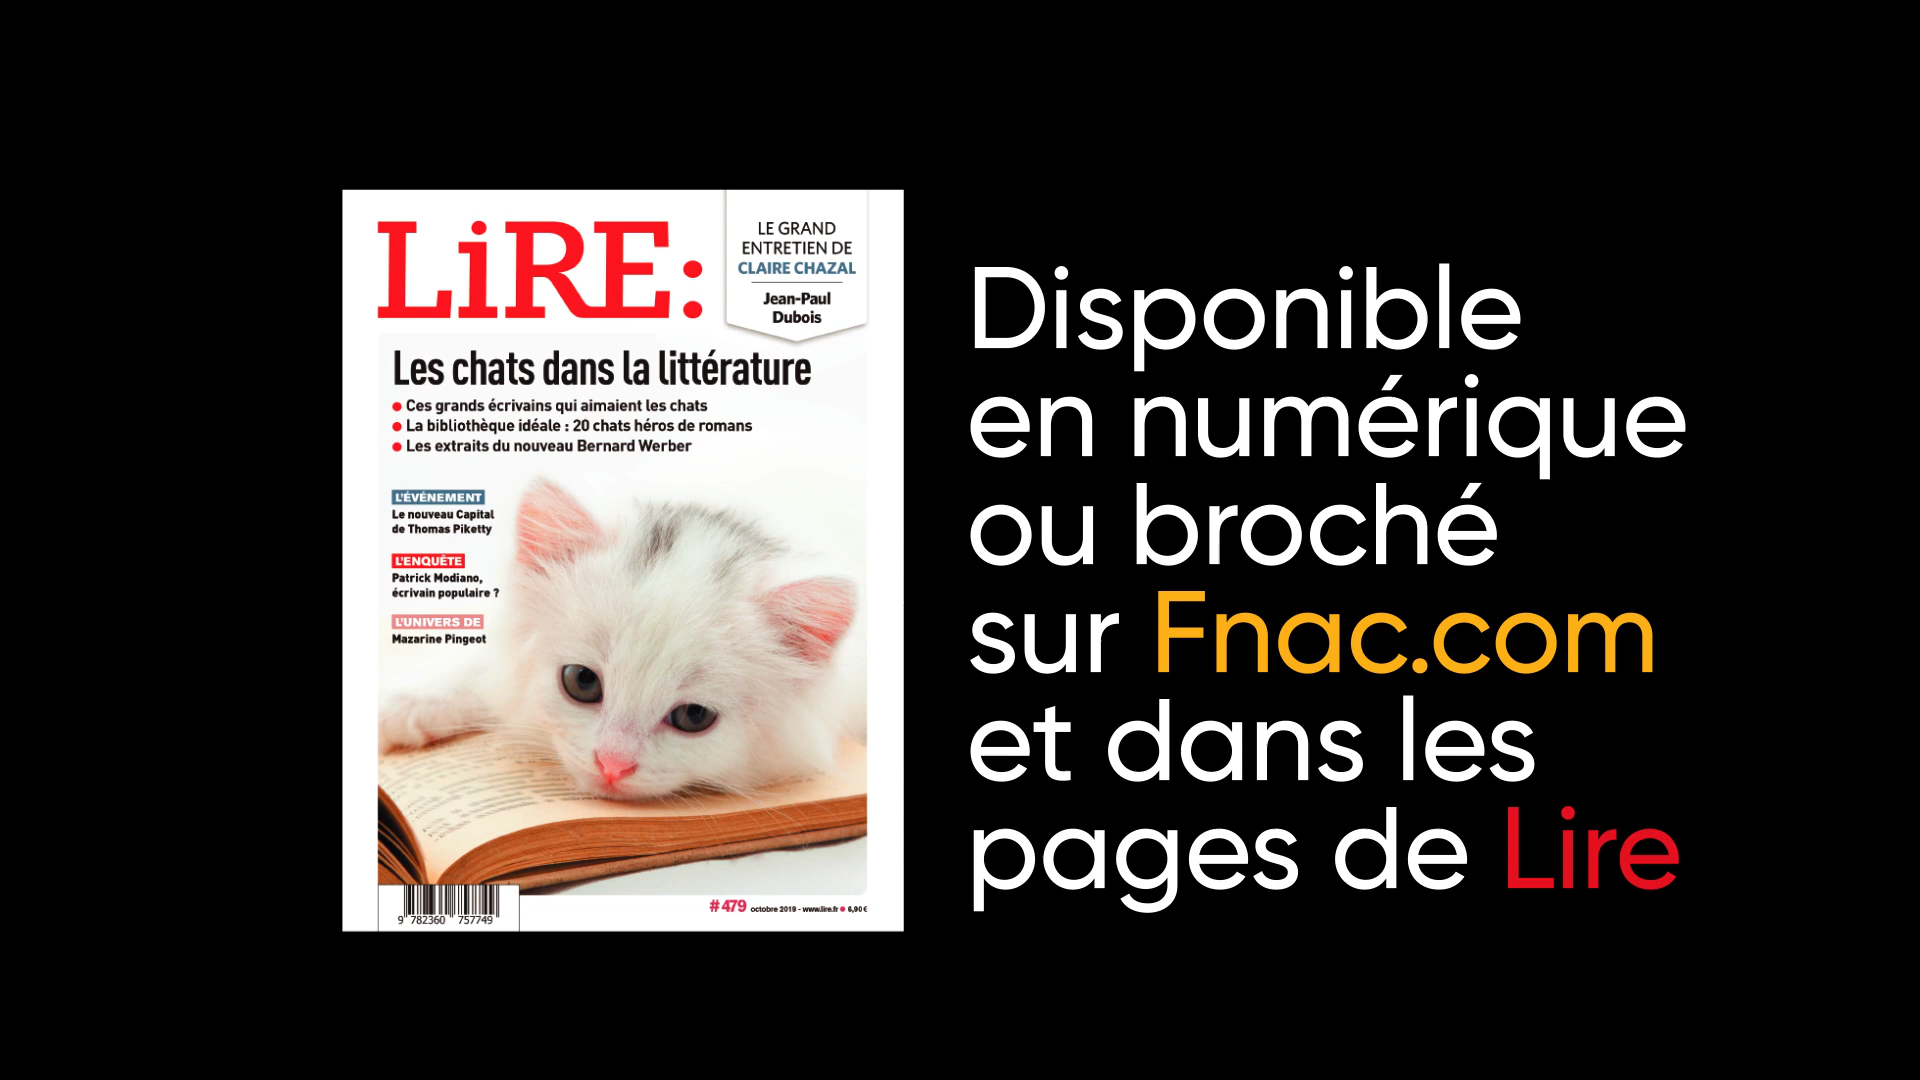 LiRE:
LE GRAND
ENTRETIEN DE
CLAIRE CHAZAL
Jean-Paul
Dubois
Les chats dans la littérature
● Ces grands écrivains qui aimaient les chats
● La bibliothèque idéale : 20 chats héros de romans
● Les extraits du nouveau Bernard Werber
L'ÉVÉNEMENT
Le nouveau Capital
de Thomas Piketty
L'ENQUÊTE
Patrick Modiano,
écrivain populaire ?
L'UNIVERS DE
Mazarine Pingeot
9 782360 757749
#479 octobre 2019 - www.lire.fr ● 6,90 €
Disponible
en numérique
ou broché
sur Fnac.com
et dans les
pages de Lire